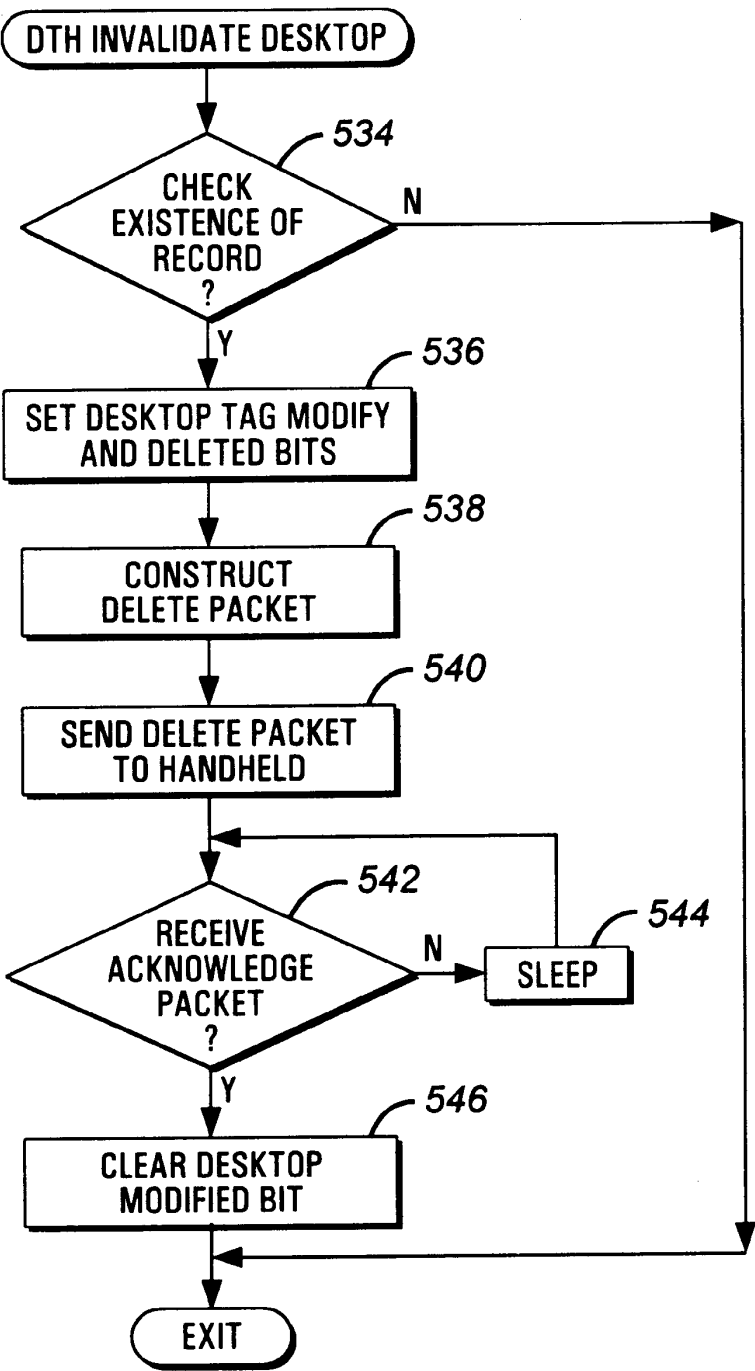 DTH INVALIDATE DESKTOP
534
CHECK
EXISTENCE OF
RECORD
?
N
Y
536
SET DESKTOP TAG MODIFY
AND DELETED BITS
538
CONSTRUCT
DELETE PACKET
540
SEND DELETE PACKET
TO HANDHELD
542
RECEIVE
ACKNOWLEDGE
PACKET
?
N
544
SLEEP
Y
546
CLEAR DESKTOP
MODIFIED BIT
EXIT